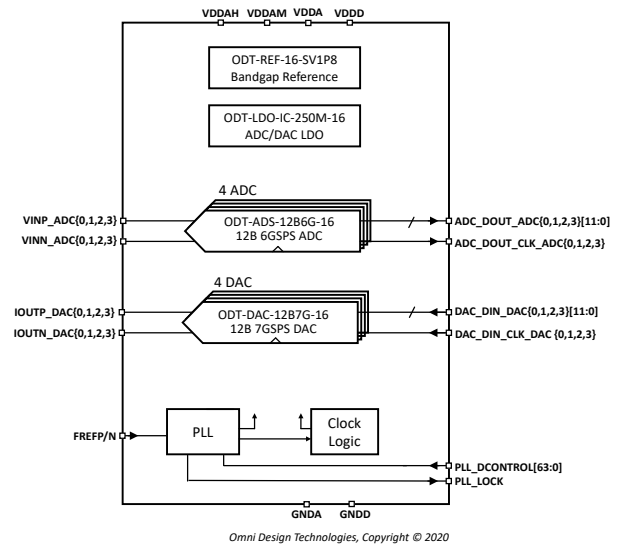 VDDAH VDDAM VDDA VDDD
ODT-REF-16-SV1P8
Bandgap Reference
ODT-LDO-IC-250M-16
ADC/DAC LDO
4 ADC
VINP_ADC{0,1,2,3}
VINN_ADC{0,1,2,3}
ODT-ADS-12B6G-16
12B 6GSPS ADC
ADC_DOUT_ADC{0,1,2,3}[11:0]
ADC_DOUT_CLK_ADC{0,1,2,3}
4 DAC
IOUTP_DAC{0,1,2,3}
IOUTN_DAC{0,1,2,3}
ODT-DAC-12B7G-16
12B 7GSPS DAC
DAC_DIN_DAC{0,1,2,3}[11:0]
DAC_DIN_CLK_DAC {0,1,2,3}
FREFP/N
PLL
Clock
Logic
PLL_DCONTROL[63:0]
PLL_LOCK
GNDA GNDD
Omni Design Technologies, Copyright © 2020